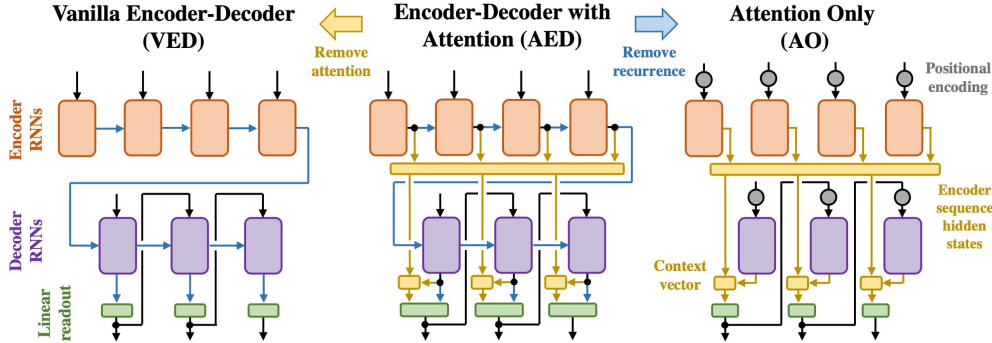 Vanilla Encoder-Decoder
(VED)
Remove
attention
Encoder-Decoder with
Attention (AED)
Remove
recurrence
Attention Only
(AO)
Positional
encoding
Encoder
RNNs
Decoder
RNNs
Linear
readout
Encoder
sequence
hidden
states
Context
vector